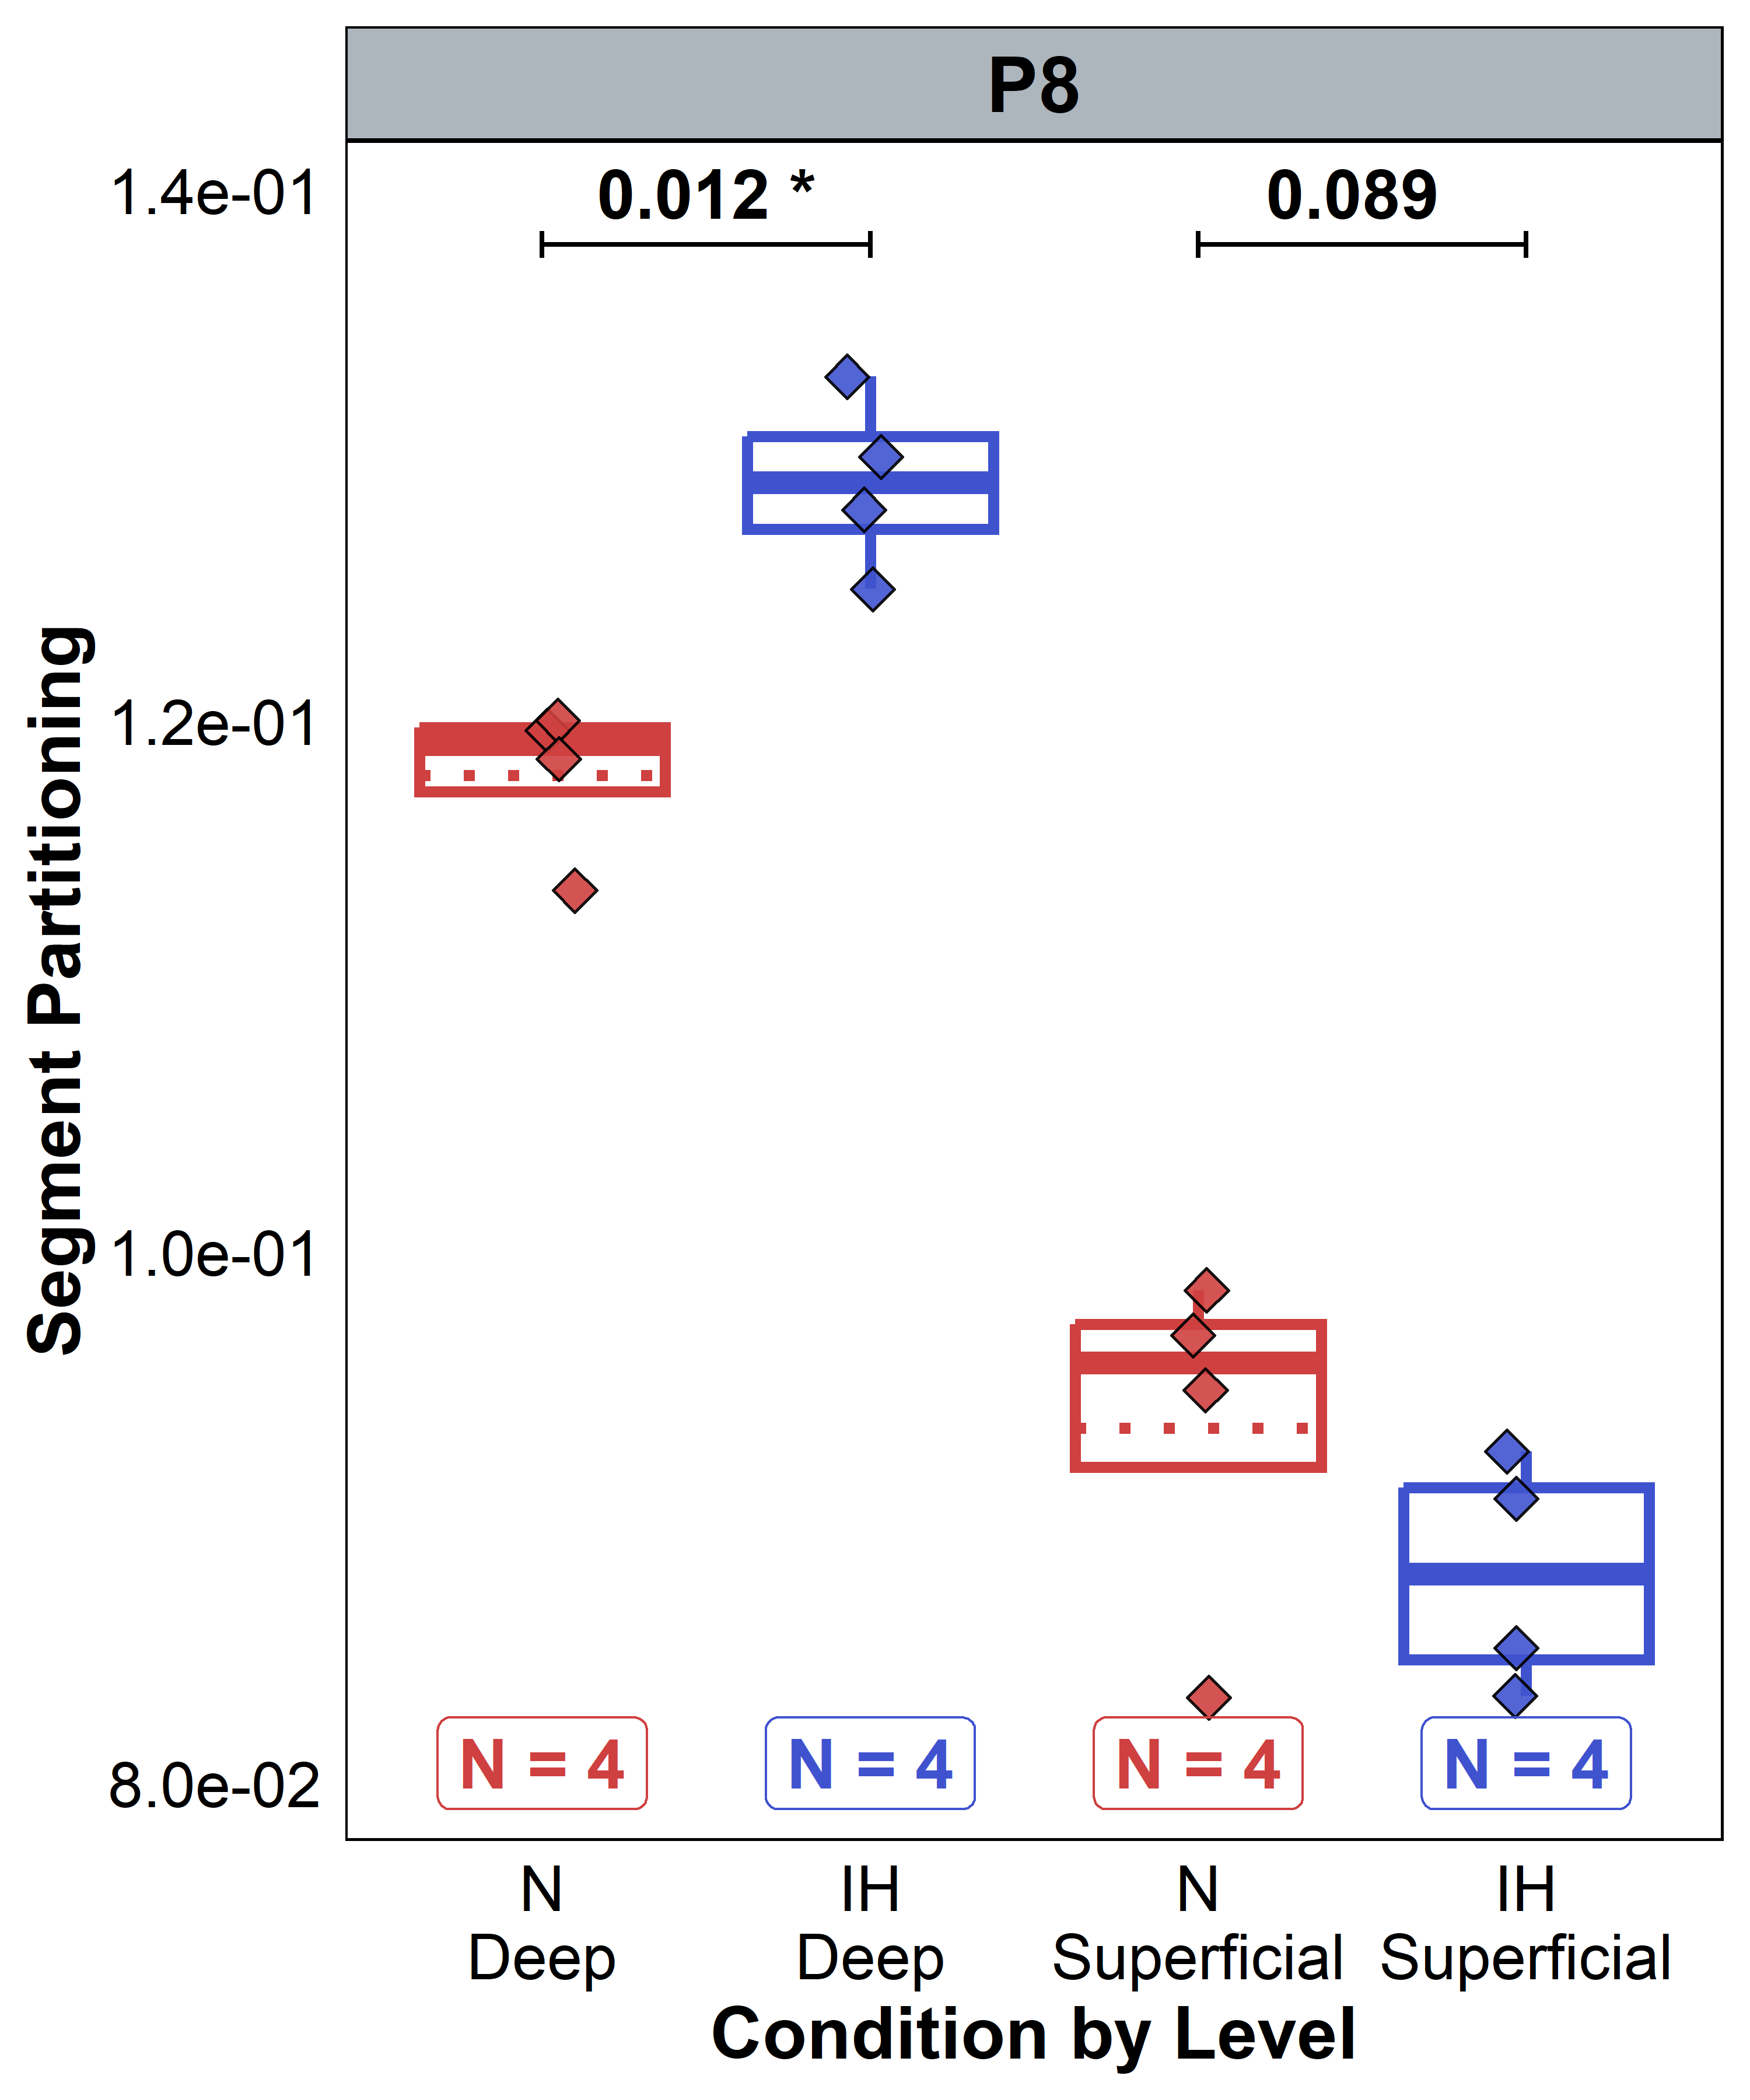 P8
0.012 *
0.089
1.4e-01
1.2e-01
1.0e-01
8.0e-02
Segment Partitioning
N = 4
N = 4
N = 4
N = 4
N
Deep
IH
Deep
N
Superficial
IH
Superficial
Condition by Level